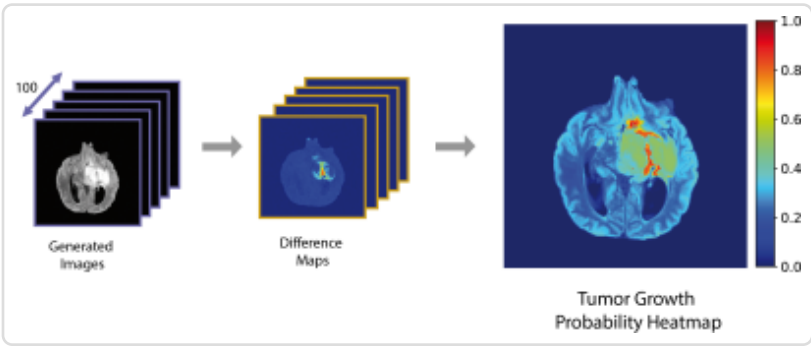 100
Generated
Images
Difference
Maps
1.0
0.8
0.6
0.4
0.2
0.0
Tumor Growth
Probability Heatmap